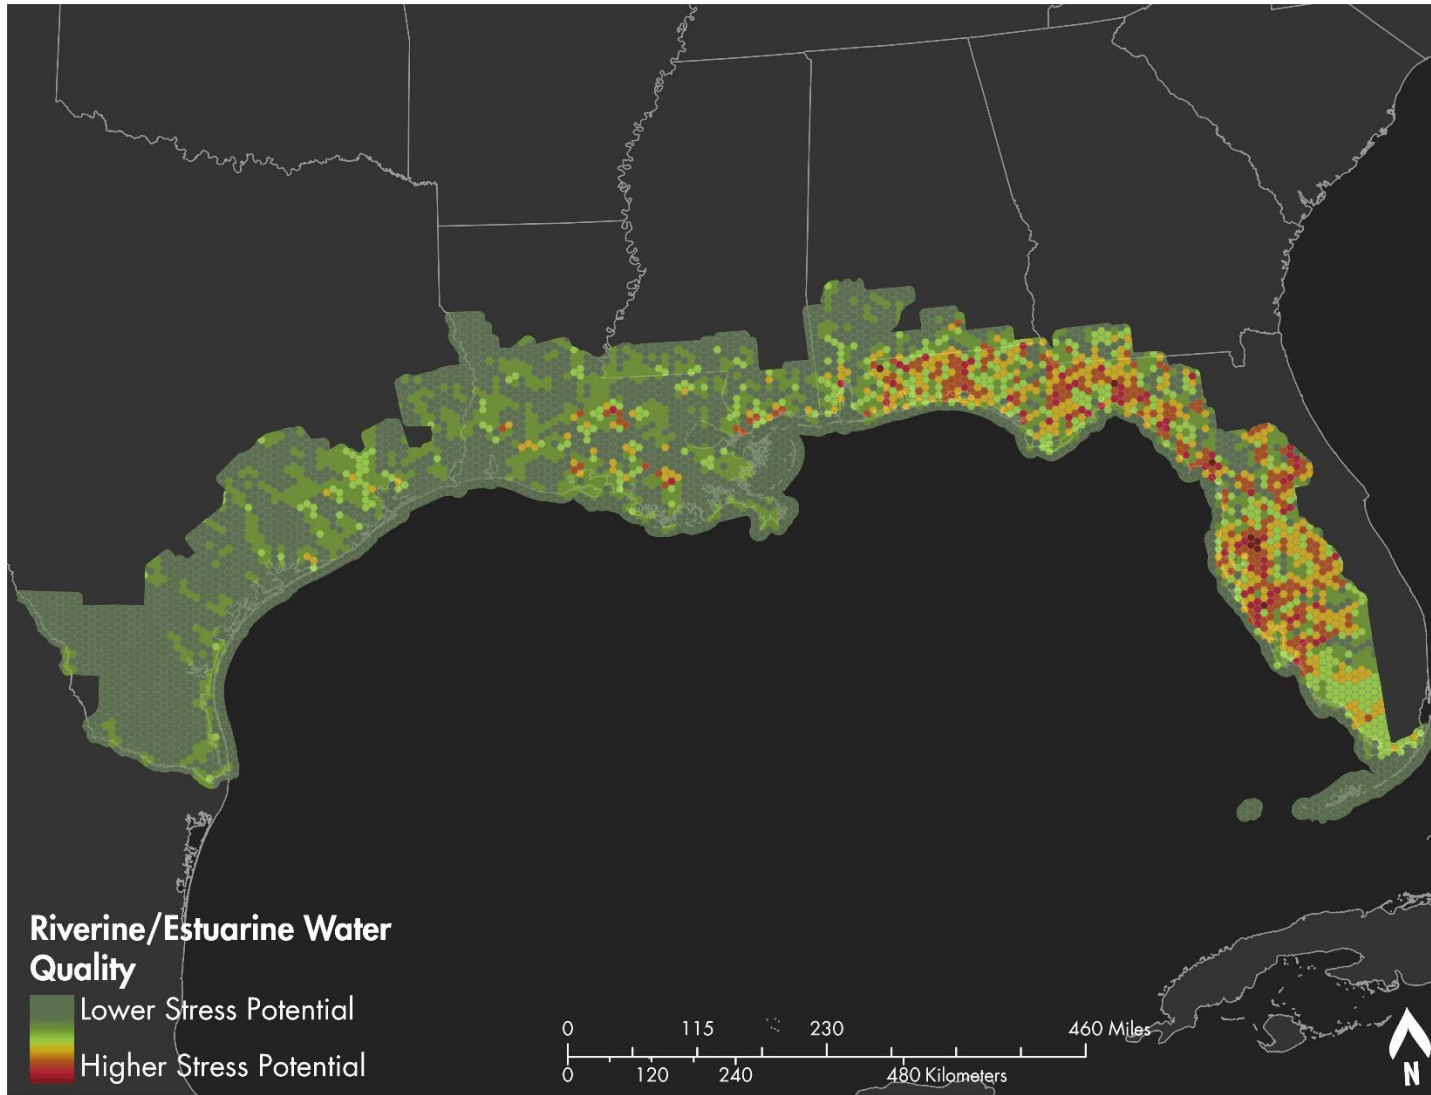 Riverine/Estuarine Water
Quality
Lower Stress Potential
Higher Stress Potential
0 115 230 460 Miles
0 120 240 480 Kilometers
N